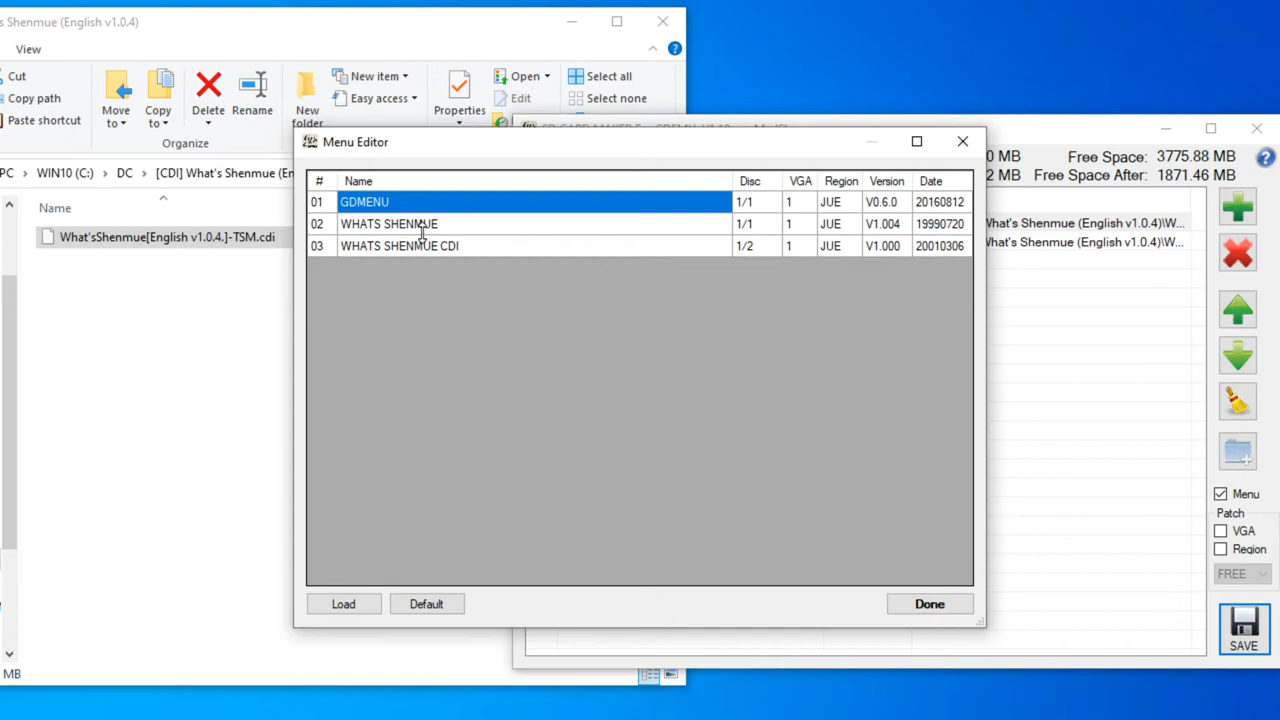 s Shenmue (English v1.0.4)
View
Cut
Copy path
Paste shortcut
Move to
Copy to
Delete
Rename
New folder
New item
Easy access
Properties
Open
Edit
Select all
Select none
Organize
PC > WIN10 (C:) > DC > [CDI] What's Shenmue (En
Name
What'sShenmue[English v1.0.4.]-TSM.cdi
MB
Menu Editor
# Name Disc VGA Region Version Date
01 GDMENU 1/1 1 JUE V0.6.0 20160812
02 WHATS SHENMUE 1/1 1 JUE V1.004 19990720
03 WHATS SHENMUE CDI 1/2 1 JUE V1.000 20010306
Load
Default
Done
0 MB Free Space: 3775.88 MB
2 MB Free Space After: 1871.46 MB
What's Shenmue (English v1.0.4)\W...
What's Shenmue (English v1.0.4)\W...
Menu
Patch
VGA
Region
FREE
SAVE